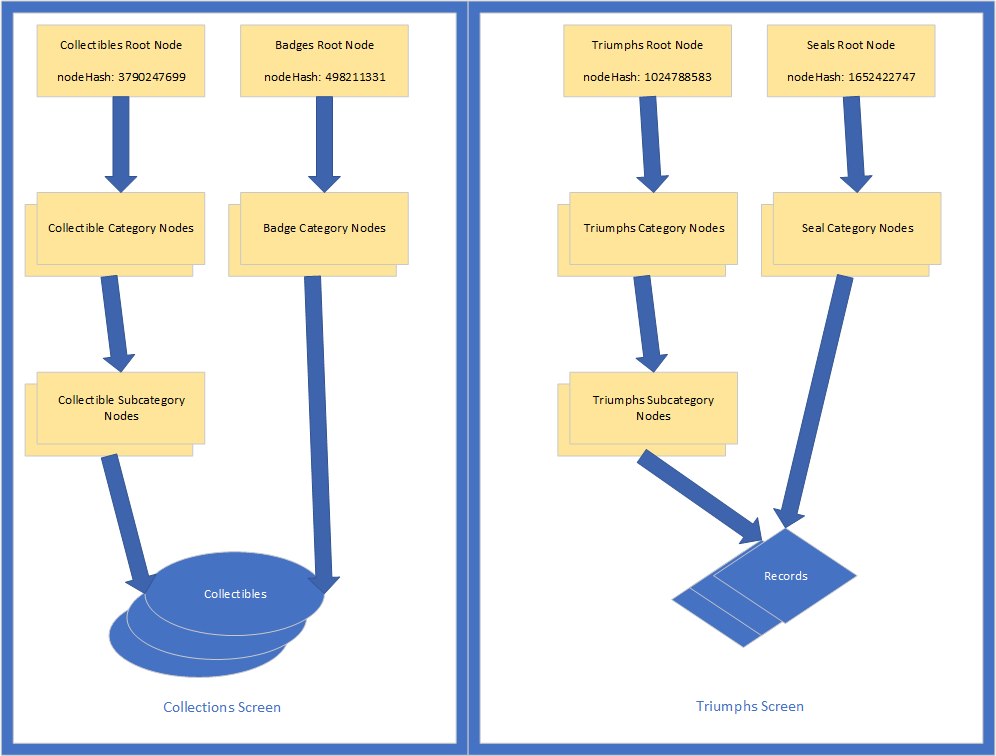 Collectibles Root Node
nodeHash: 3790247699
Badges Root Node
nodeHash: 498211331
Collectible Category Nodes
Badge Category Nodes
Collectible Subcategory
Nodes
Collectibles
Collections Screen
Triumphs Root Node
nodeHash: 1024788583
Seals Root Node
nodeHash: 1652422747
Triumphs Category Nodes
Seal Category Nodes
Triumphs Subcategory
Nodes
Records
Triumphs Screen